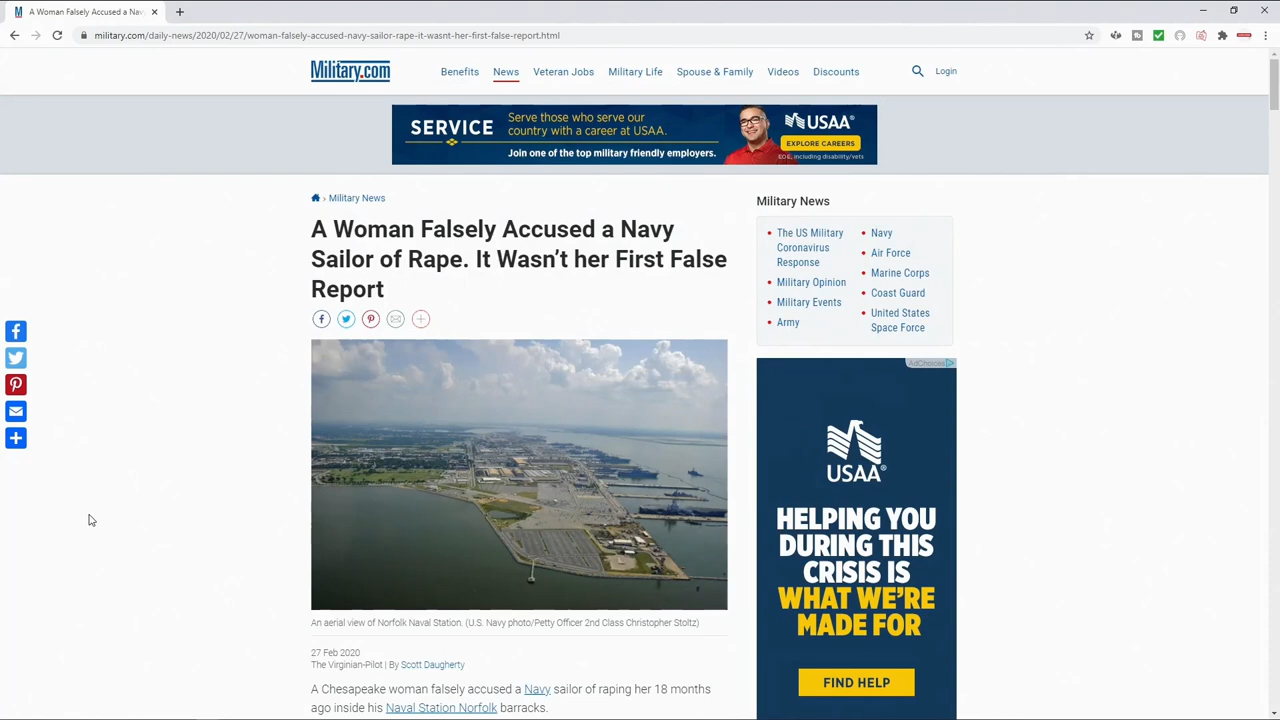 A Woman Falsely Accused a Nav
military.com/daily-news/2020/02/27/woman-falsely-accused-navy-sailor-rape-it-wasnt-her-first-false-report.html
Military.com
Benefits News Veteran Jobs Military Life Spouse & Family Videos Discounts Login
SERVICE
Serve those who serve our
country with a career at USAA.
Join one of the top military friendly employers.
USAA®
EXPLORE CAREERS
EOE, including disability/vets
› Military News
A Woman Falsely Accused a Navy
Sailor of Rape. It Wasn’t her First False
Report
An aerial view of Norfolk Naval Station. (U.S. Navy photo/Petty Officer 2nd Class Christopher Stoltz)
27 Feb 2020
The Virginian-Pilot | By Scott Daugherty
A Chesapeake woman falsely accused a Navy sailor of raping her 18 months
ago inside his Naval Station Norfolk barracks.
Military News
The US Military
Coronavirus
Response
Military Opinion
Military Events
Army
Navy
Air Force
Marine Corps
Coast Guard
United States
Space Force
AdChoices
USAA®
HELPING YOU
DURING THIS
CRISIS IS
WHAT WE’RE
MADE FOR
FIND HELP